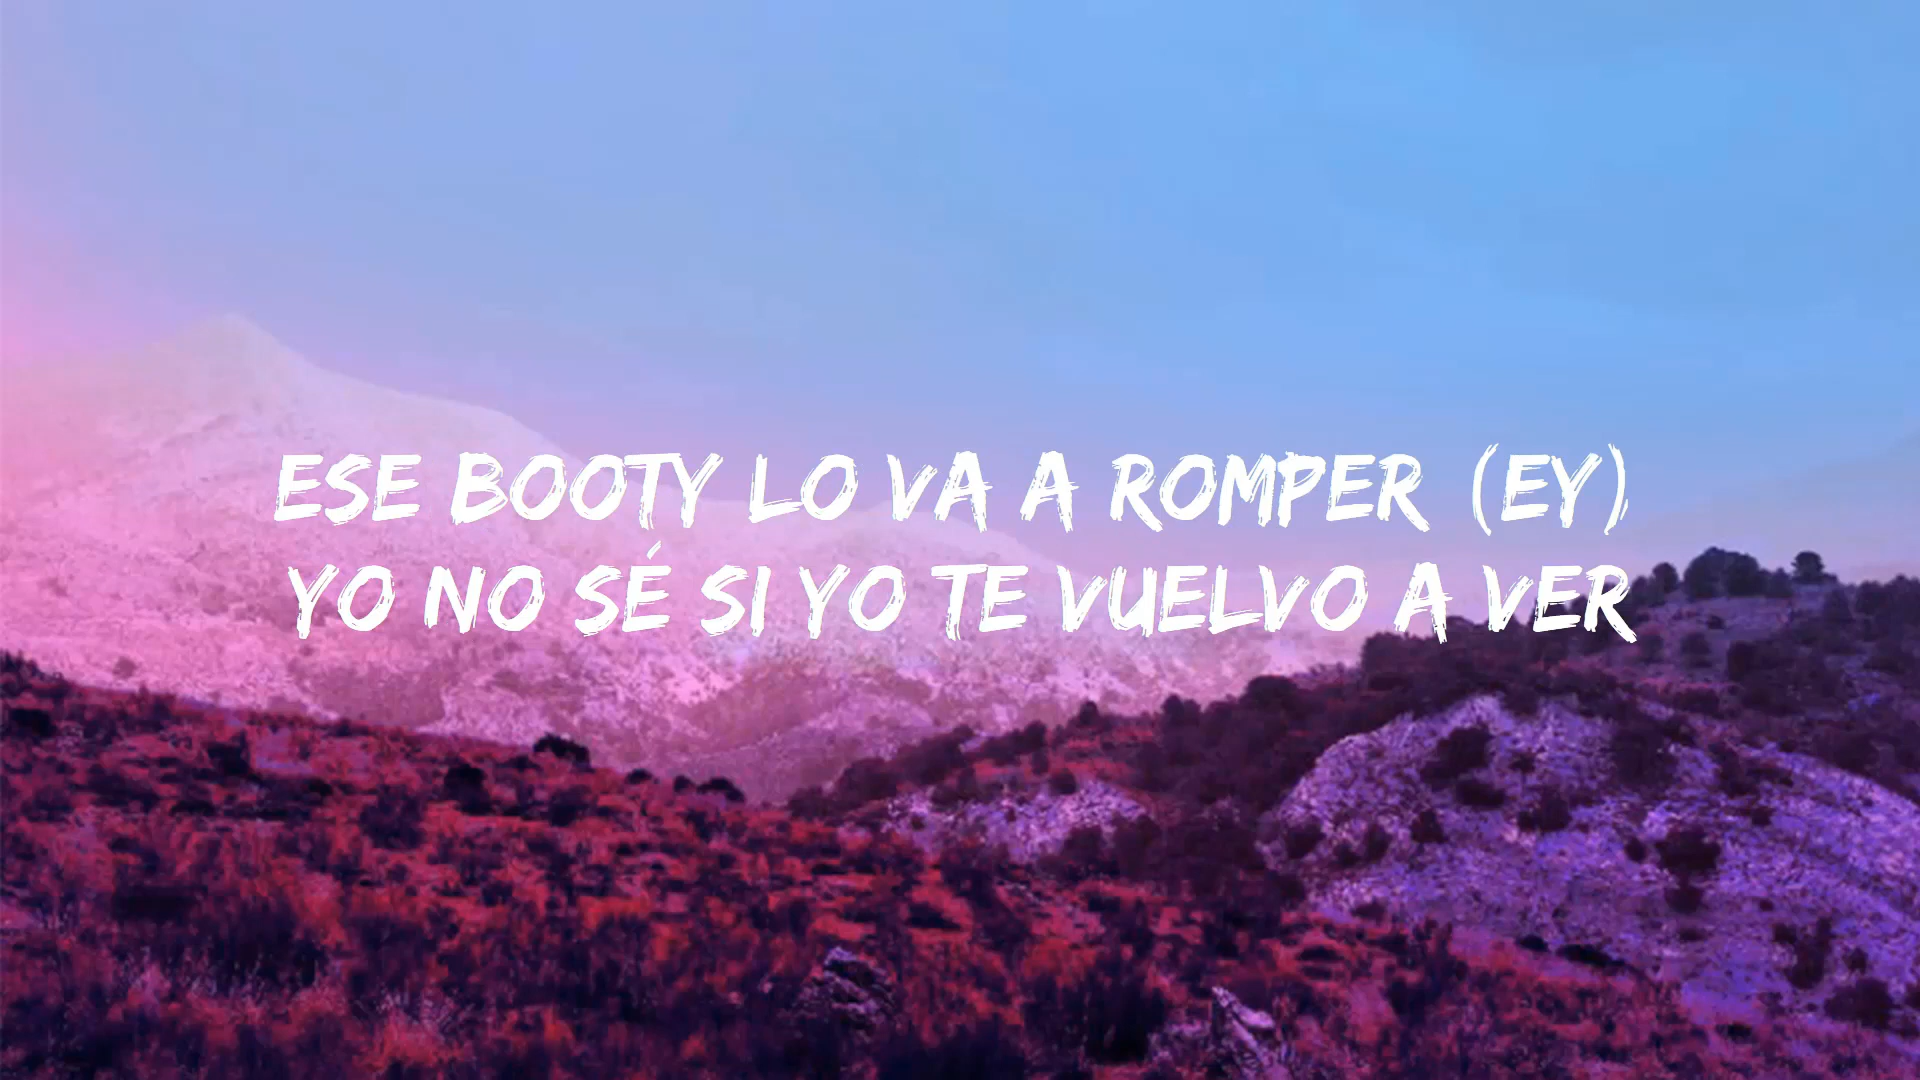 ESE BOOTY LO VA A ROMPER (EY)
YO NO SÉ SI YO TE VUELVO A VER